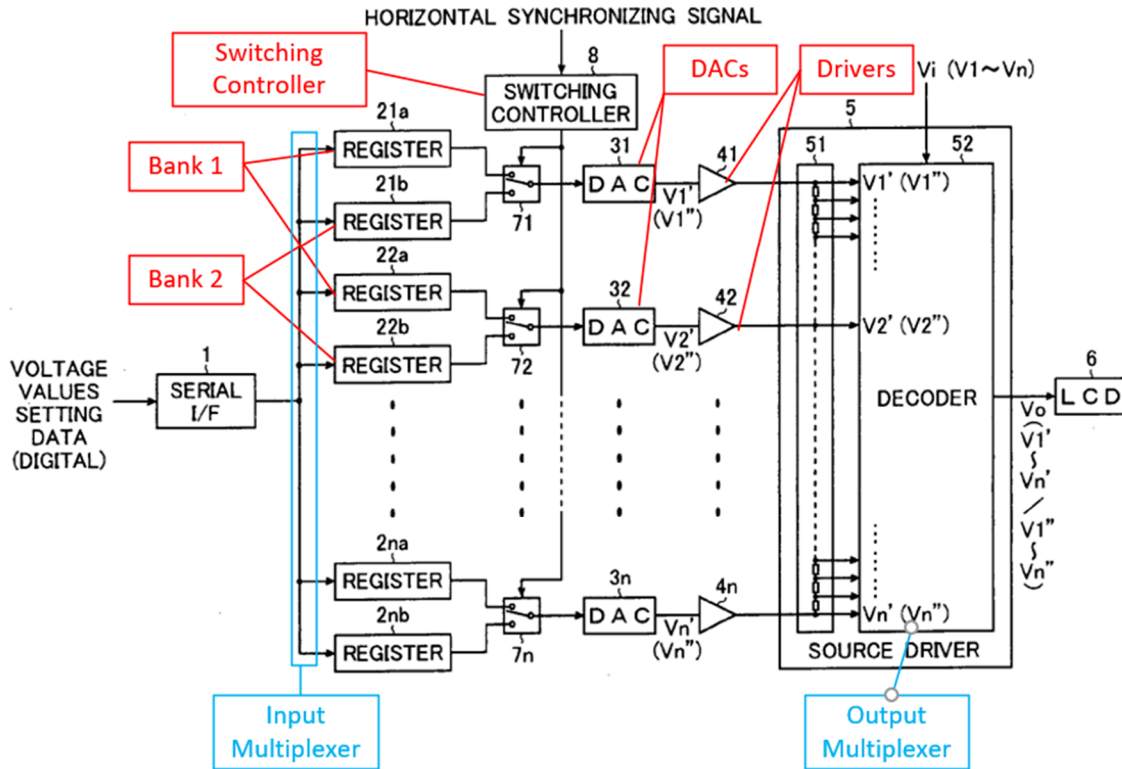 HORIZONTAL SYNCHRONIZING SIGNAL
Switching
Controller
8
SWITCHING
CONTROLLER
DACs
Drivers
Vi (V1～Vn)
5
51
52
21a
REGISTER
Bank 1
21b
REGISTER
71
31
DAC
V1'
(V1")
41
V1' (V1")
Bank 2
22a
REGISTER
22b
REGISTER
72
32
DAC
V2'
(V2")
42
V2' (V2")
VOLTAGE
VALUES
SETTING
DATA
(DIGITAL)
1
SERIAL
I/F
DECODER
6
LCD
Vo
(V1'～Vn'/V1"～Vn")
2na
REGISTER
2nb
REGISTER
7n
3n
DAC
Vn'
(Vn")
4n
Vn' (Vn")
SOURCE DRIVER
Input
Multiplexer
Output
Multiplexer